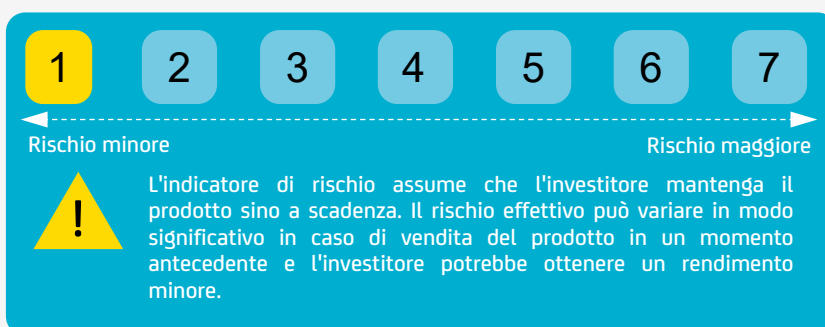 1 2 3 4 5 6 7
Rischio minore Rischio maggiore
!
L'indicatore di rischio assume che l'investitore mantenga il
prodotto sino a scadenza. Il rischio effettivo può variare in modo
significativo in caso di vendita del prodotto in un momento
antecedente e l'investitore potrebbe ottenere un rendimento
minore.